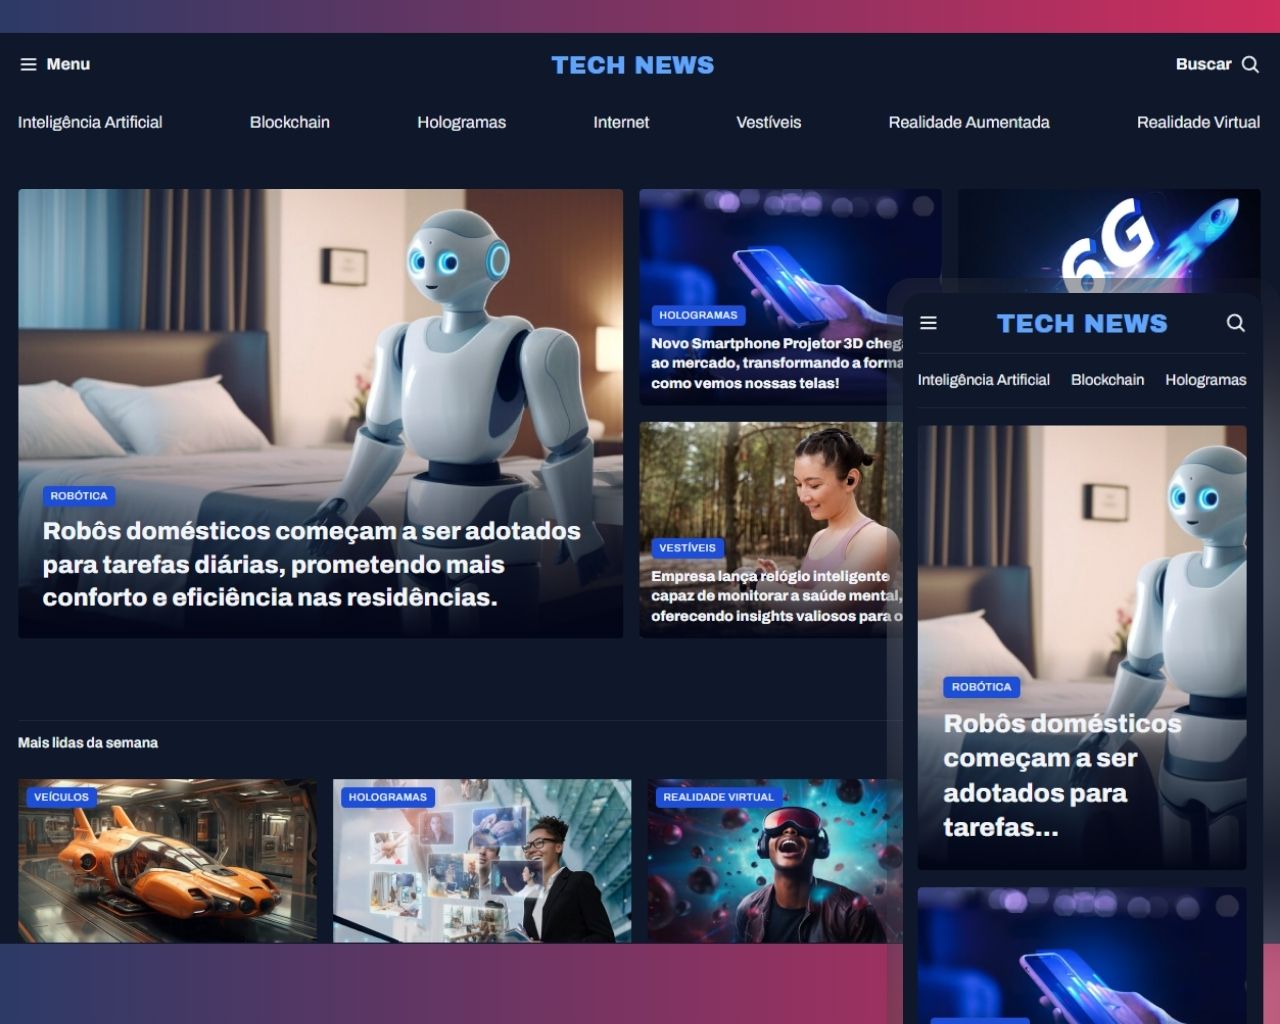 Menu
TECH NEWS
Buscar
Inteligência Artificial
Blockchain
Hologramas
Internet
Vestíveis
Realidade Aumentada
Realidade Virtual
ROBÓTICA
Robôs domésticos começam a ser adotados
para tarefas diárias, prometendo mais
conforto e eficiência nas residências.
HOLOGRAMAS
Novo Smartphone Projetor 3D chega
ao mercado, transformando a forma
como vemos nossas telas!
6G
VESTÍVEIS
Empresa lança relógio inteligente
capaz de monitorar a saúde mental,
oferecendo insights valiosos para o
Mais lidas da semana
VEÍCULOS
HOLOGRAMAS
REALIDADE VIRTUAL
TECH NEWS
Inteligência Artificial
Blockchain
Hologramas
ROBÓTICA
Robôs domésticos
começam a ser
adotados para
tarefas...